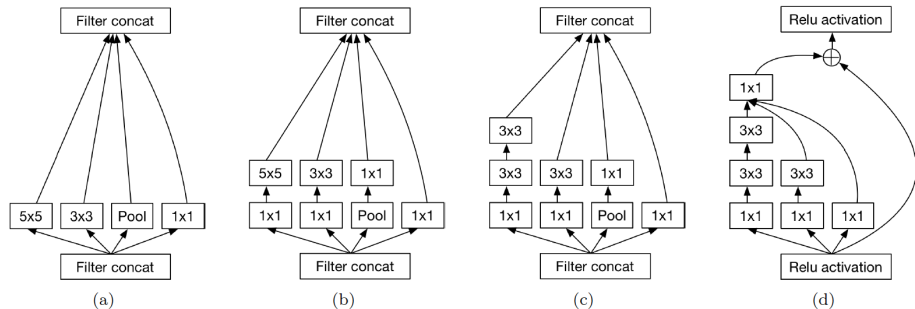 Filter concat
5x5 3x3 Pool 1x1
Filter concat
(a)
Filter concat
5x5 3x3 1x1
1x1 1x1 Pool 1x1
Filter concat
(b)
Filter concat
3x3
3x3 3x3 1x1
1x1 1x1 Pool 1x1
Filter concat
(c)
Relu activation
1x1
3x3
3x3 3x3
1x1 1x1 1x1
Relu activation
(d)